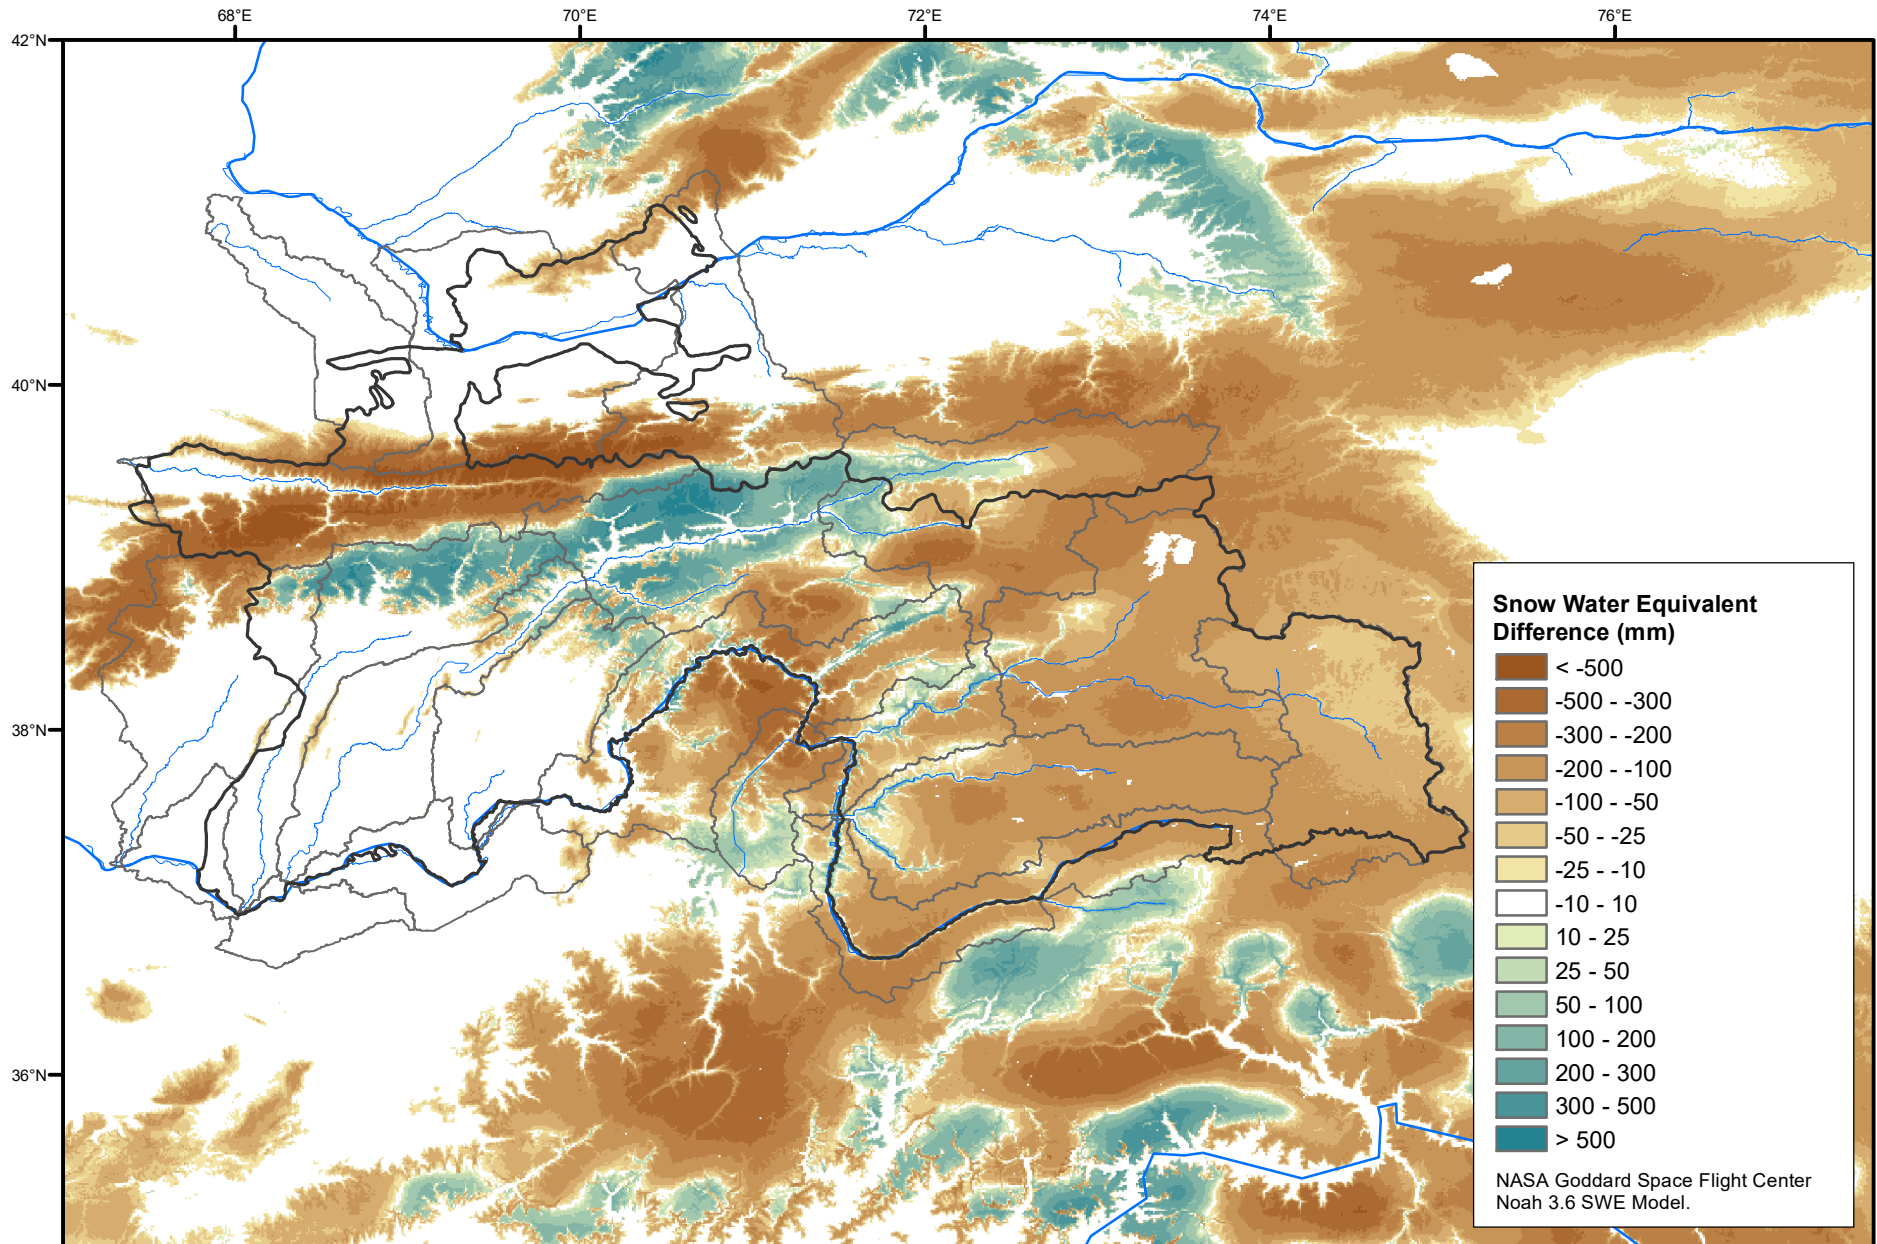 68°E
70°E
72°E
74°E
76°E
42°N
40°N
38°N
36°N
Snow Water Equivalent
Difference (mm)
< -500
-500 - -300
-300 - -200
-200 - -100
-100 - -50
-50 - -25
-25 - -10
-10 - 10
10 - 25
25 - 50
50 - 100
100 - 200
200 - 300
300 - 500
> 500
NASA Goddard Space Flight Center
Noah 3.6 SWE Model.